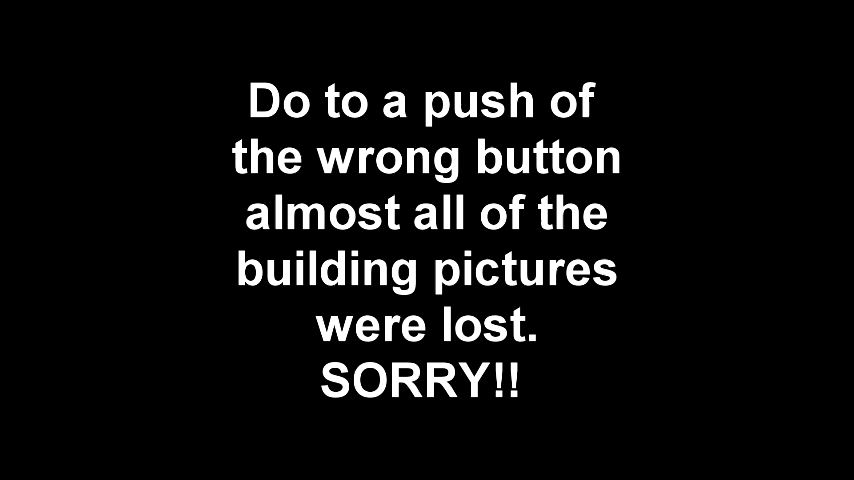 Do to a push of
the wrong button
almost all of the
building pictures
were lost.
SORRY!!